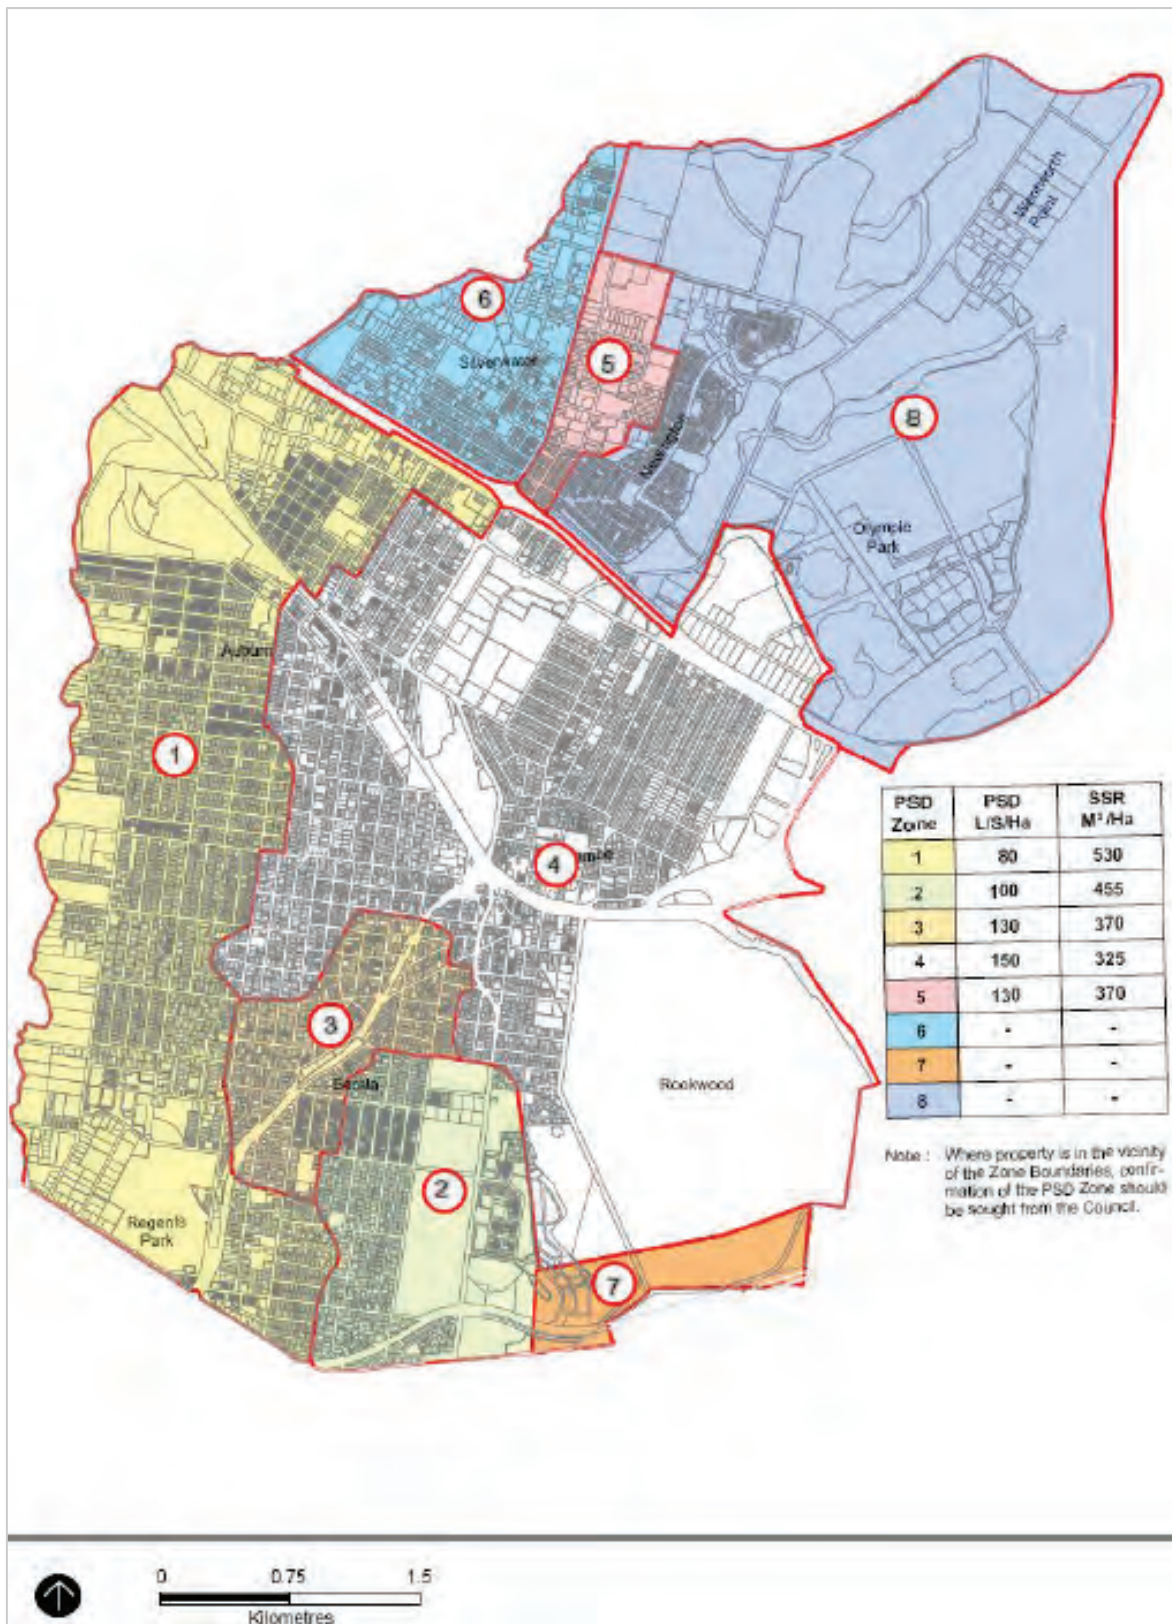 Wentworth
Point
6
Silverwater
5
Newington
8
Olympic
Park
Auburn
1
4
3
Rookwood
2
Regents
Park
7
PSD Zone PSD L/S/Ha SSR M³/Ha
1 80 530
2 100 455
3 130 370
4 150 325
5 130 370
6 - -
7 - -
8 - -
Note : Where property is in the vicinity
of the Zone Boundaries, confir-
mation of the PSD Zone should
be sought from the Council.
0 0.75 1.5
Kilometres